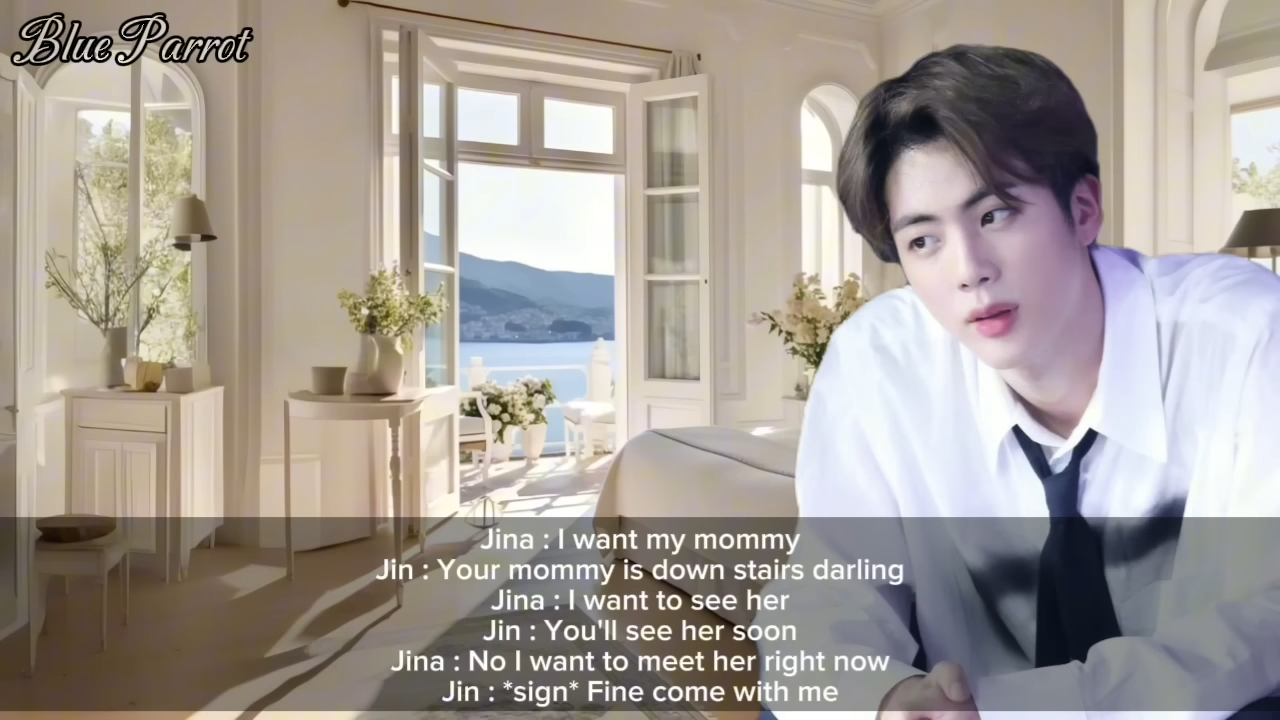 Blue Parrot
Jina : I want my mommy
Jin : Your mommy is down stairs darling
Jina : I want to see her
Jin : You'll see her soon
Jina : No I want to meet her right now
Jin : *sign* Fine come with me